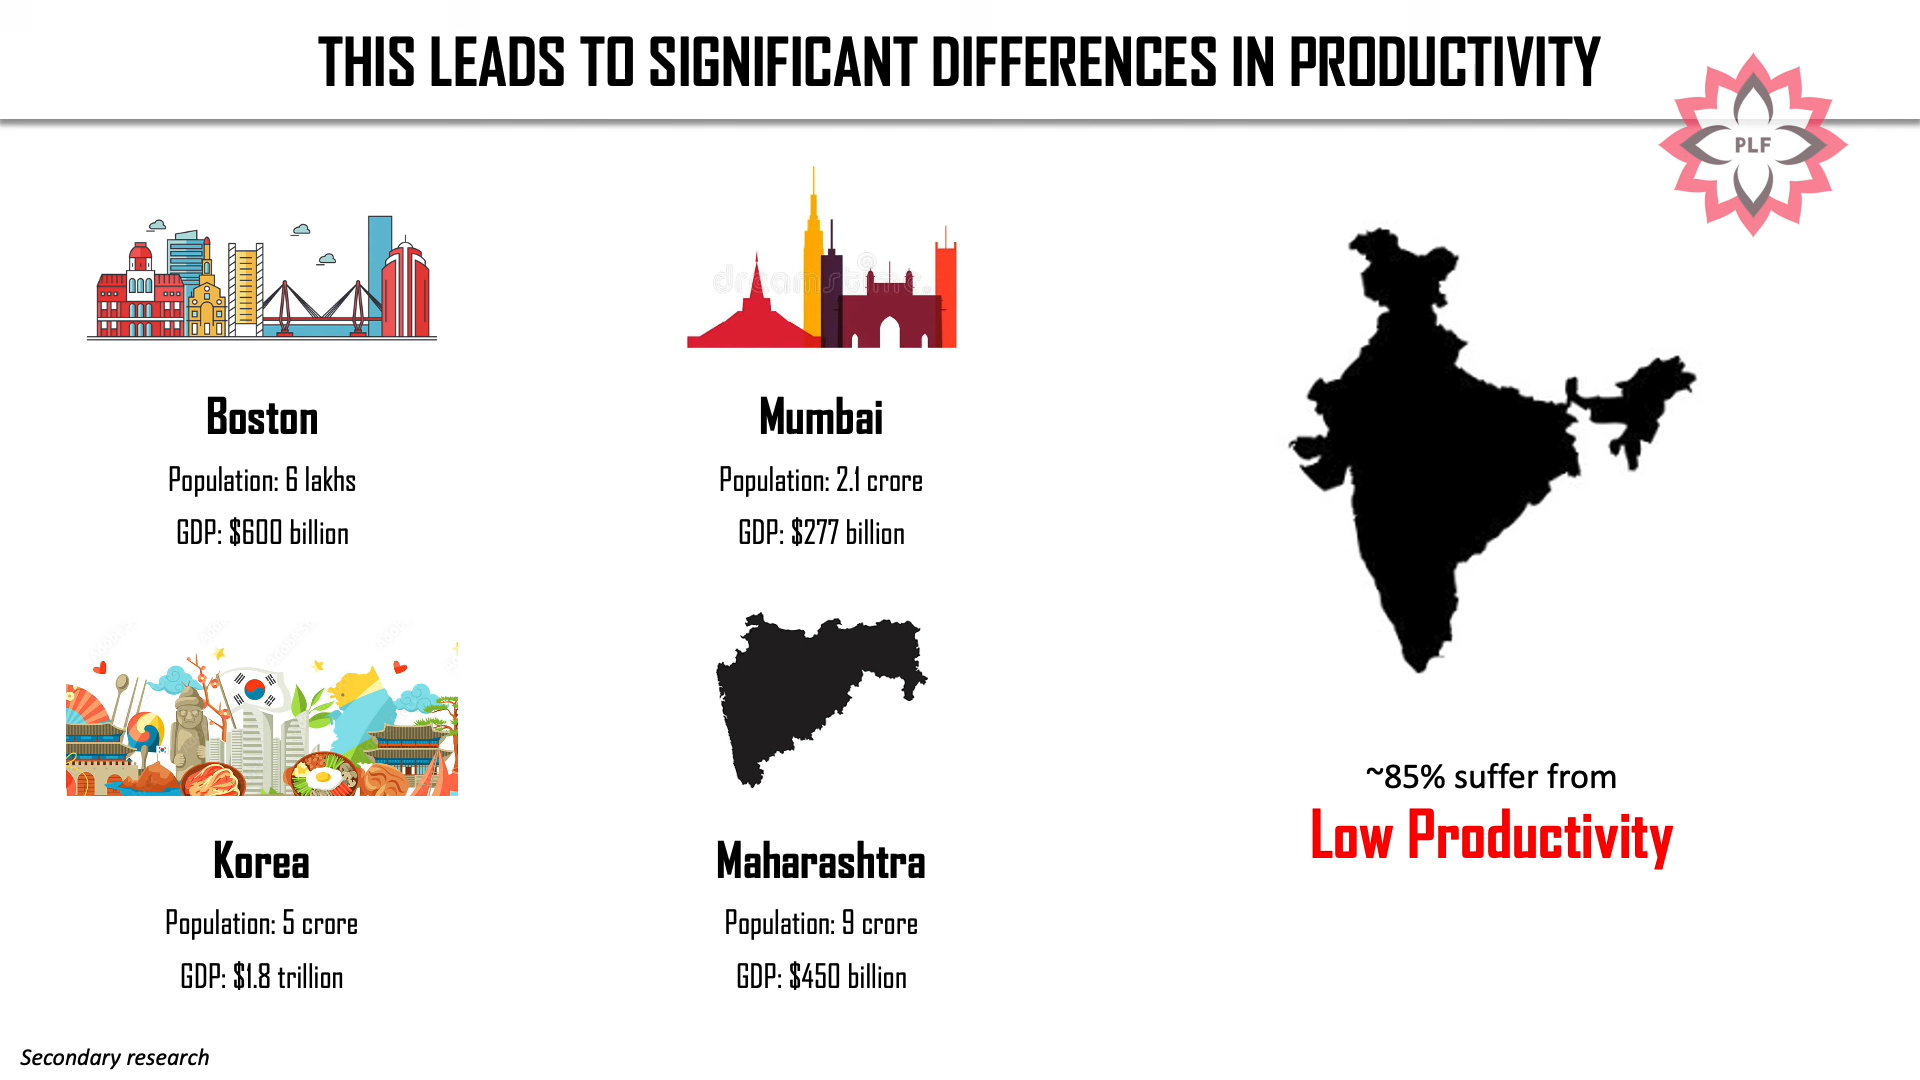 THIS LEADS TO SIGNIFICANT DIFFERENCES IN PRODUCTIVITY
PLF
dreamstime.
Boston
Population: 6 lakhs
GDP: $600 billion
Mumbai
Population: 2.1 crore
GDP: $277 billion
Korea
Population: 5 crore
GDP: $1.8 trillion
Maharashtra
Population: 9 crore
GDP: $450 billion
~85% suffer from
Low Productivity
Secondary research